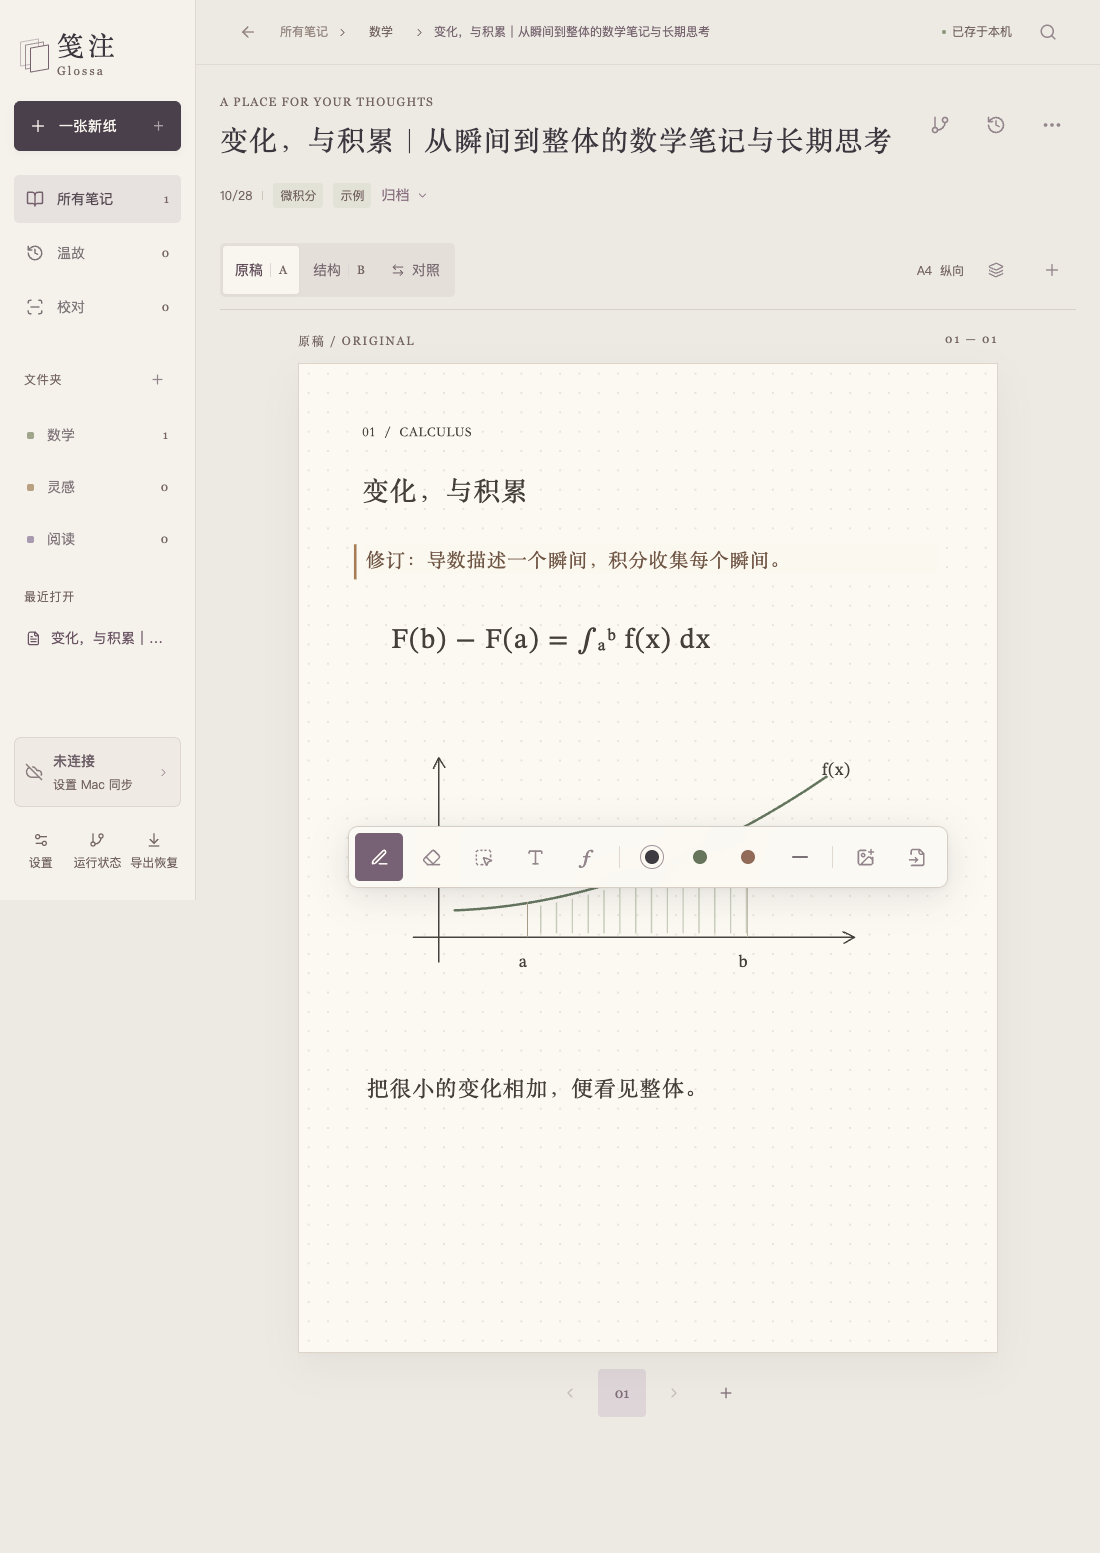 笺注
Glossa
一张新纸
所有笔记 1
温故 0
校对 0
文件夹
数学 1
灵感 0
阅读 0
最近打开
变化，与积累｜...
未连接
设置 Mac 同步
设置 运行状态 导出恢复
所有笔记 数学 变化，与积累｜从瞬间到整体的数学笔记与长期思考 已存于本机
A PLACE FOR YOUR THOUGHTS
变化，与积累｜从瞬间到整体的数学笔记与长期思考
10/28 微积分 示例 归档
原稿 A 结构 B 对照 A4 纵向
原稿 / ORIGINAL 01 — 01
01 / CALCULUS
变化，与积累
修订：导数描述一个瞬间，积分收集每个瞬间。
F(b) − F(a) = ∫ₐᵇ f(x) dx
f(x)
a b
把很小的变化相加，便看见整体。
01